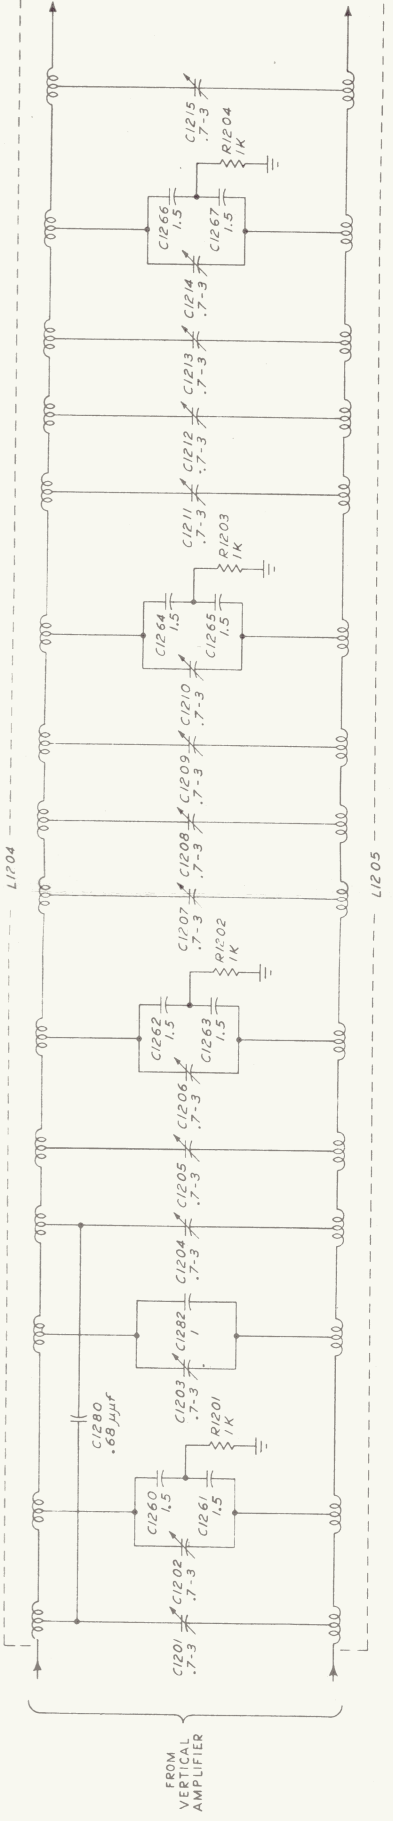 L1204
FROM
VERTICAL
AMPLIFIER
C1280
.68 µµf
C1201
.7-3
C1202
.7-3
C1260
1.5
C1261
1.5
R1201
1K
C1203
.7-3
C1282
1
C1204
.7-3
C1205
.7-3
C1206
.7-3
C1262
1.5
C1263
1.5
R1202
1K
C1207
.7-3
C1208
.7-3
C1209
.7-3
C1210
.7-3
C1264
1.5
C1265
1.5
R1203
1K
C1211
.7-3
C1212
.7-3
C1213
.7-3
C1214
.7-3
C1266
1.5
C1267
1.5
R1204
1K
C1215
.7-3
L1205